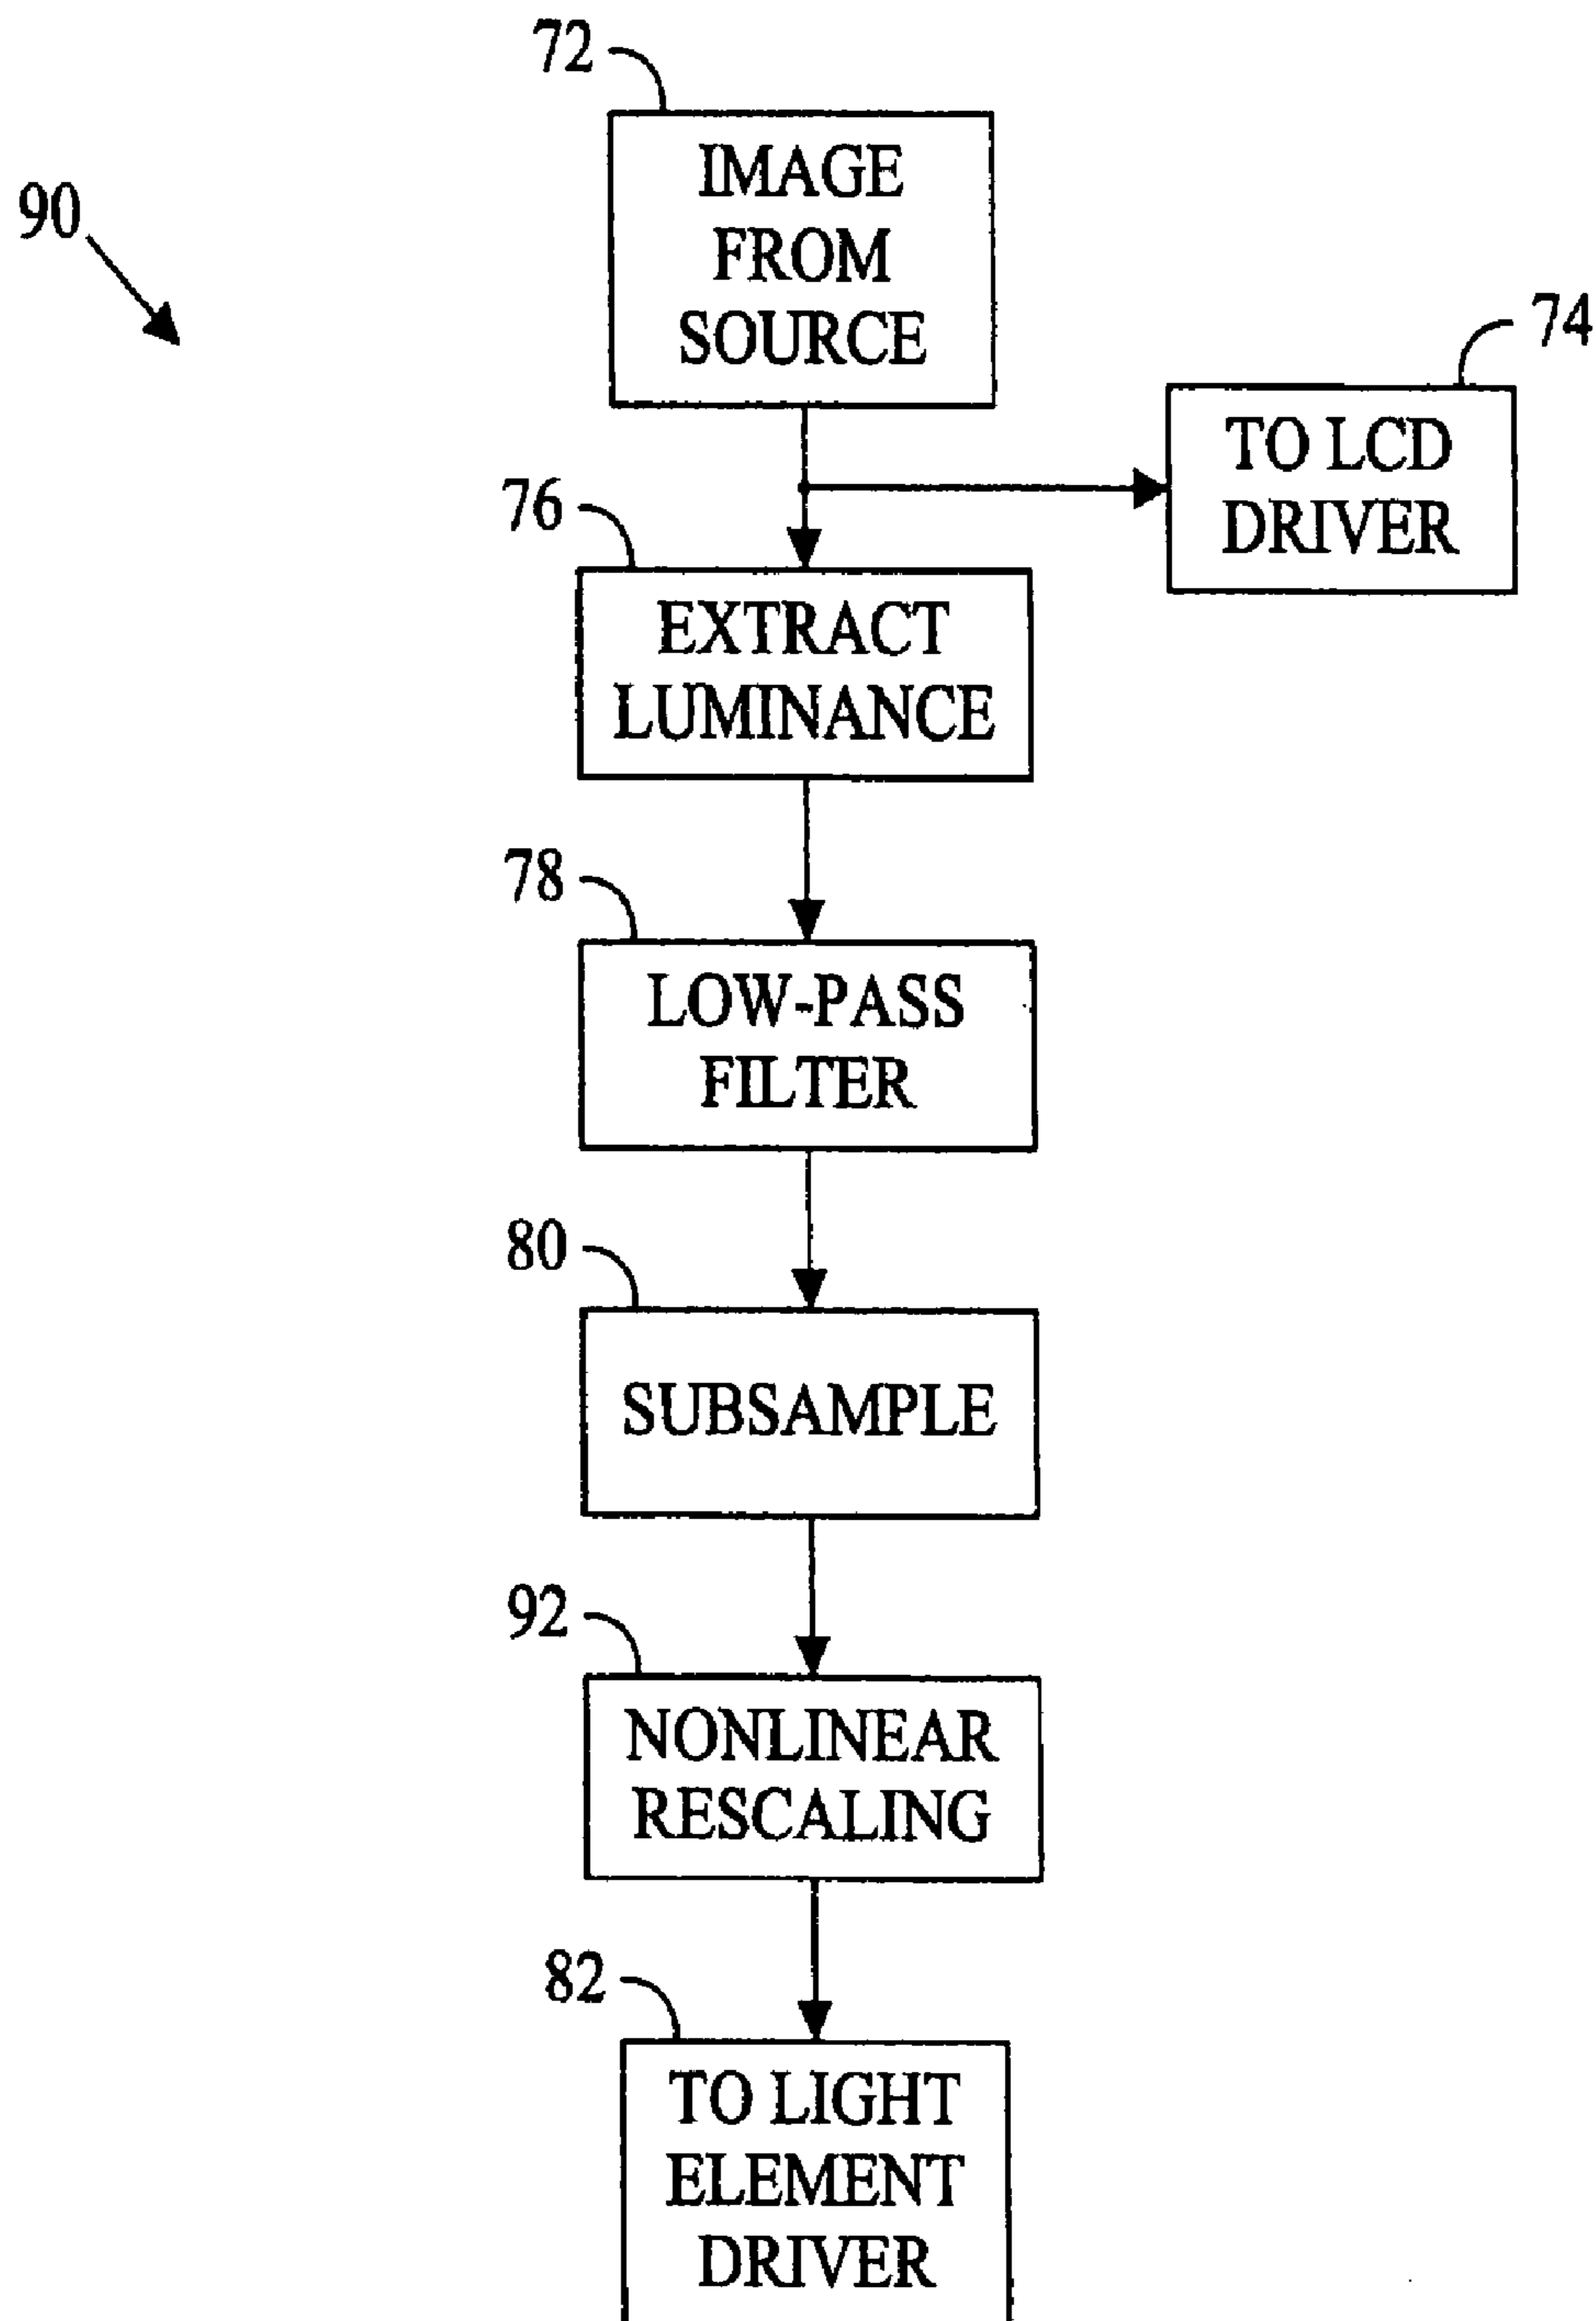 72
IMAGE
FROM
SOURCE
90
74
TO LCD
DRIVER
76
EXTRACT
LUMINANCE
78
LOW-PASS
FILTER
80
SUBSAMPLE
92
NONLINEAR
RESCALING
82
TO LIGHT
ELEMENT
DRIVER